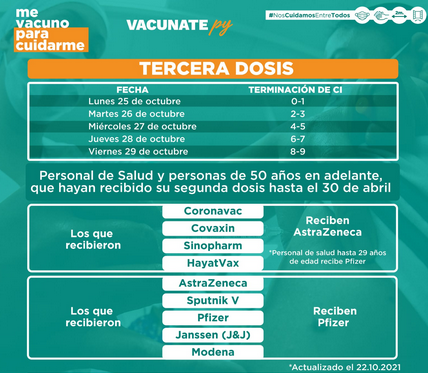 me
vacuno
para
cuidarme
VACUNATE py
#NosCuidamosEntreTodos
2m.
TERCERA DOSIS
FECHA TERMINACIÓN DE CI
Lunes 25 de octubre 0-1
Martes 26 de octubre 2-3
Miércoles 27 de octubre 4-5
Jueves 28 de octubre 6-7
Viernes 29 de octubre 8-9
Personal de Salud y personas de 50 años en adelante,
que hayan recibido su segunda dosis hasta el 30 de abril
Los que
recibieron
Coronavac
Covaxin
Sinopharm
HayatVax
Reciben
AstraZeneca
*Personal de salud hasta 29 años
de edad recibe Pfizer
Los que
recibieron
AstraZeneca
Sputnik V
Pfizer
Janssen (J&J)
Modena
Reciben
Pfizer
*Actualizado el 22.10.2021